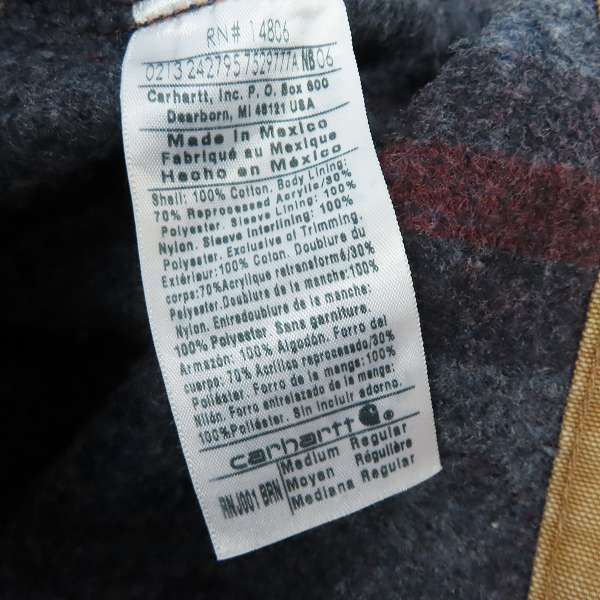 RN# 14806
0213 242795 7529777A NB 06
Carhartt, Inc. P. O. Box 600
Dearborn, MI 48121 USA
Made in Mexico
Fabriqué au Mexique
Hecho en México
Shell: 100% Cotton. Body Lining:
70% Reprocessed Acrylic/30%
Polyester. Sleeve Lining: 100%
Nylon. Sleeve Interlining: 100%
Polyester. Exclusive of Trimming.
Extérieur:100% Coton. Doublure du
corps:70%Acrylique retransformé/30%
Polyester.Doublure de la manche:100%
Nylon. Entredoublure de la manche:
100% Polyester Sans garniture.
Armazón: 100% Algodón. Forro del
cuerpo: 70% Acrílico reprocessado/30%
Poliéster. Forro de la manga:100%
Nilón. Forro entrelazado de la manga:
100%Poliéster. Sin incluir adorno.
carhartt
RNJ001 BRN
Medium Regular
Moyen Régulière
Mediana Regular